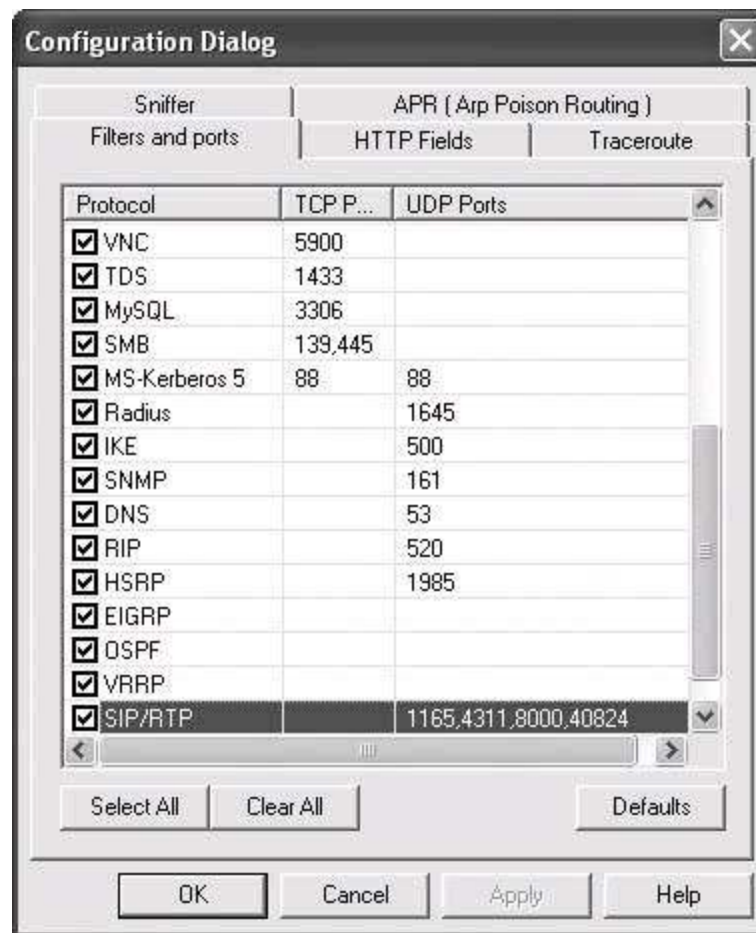 Configuration Dialog
Sniffer APR ( Arp Poison Routing )
Filters and ports HTTP Fields Traceroute
Protocol TCP P... UDP Ports
VNC 5900
TDS 1433
MySQL 3306
SMB 139,445
MS-Kerberos 5 88 88
Radius 1645
IKE 500
SNMP 161
DNS 53
RIP 520
HSRP 1985
EIGRP
OSPF
VRRP
SIP/RTP 1165,4311,8000,40824
Select All Clear All Defaults
OK Cancel Apply Help